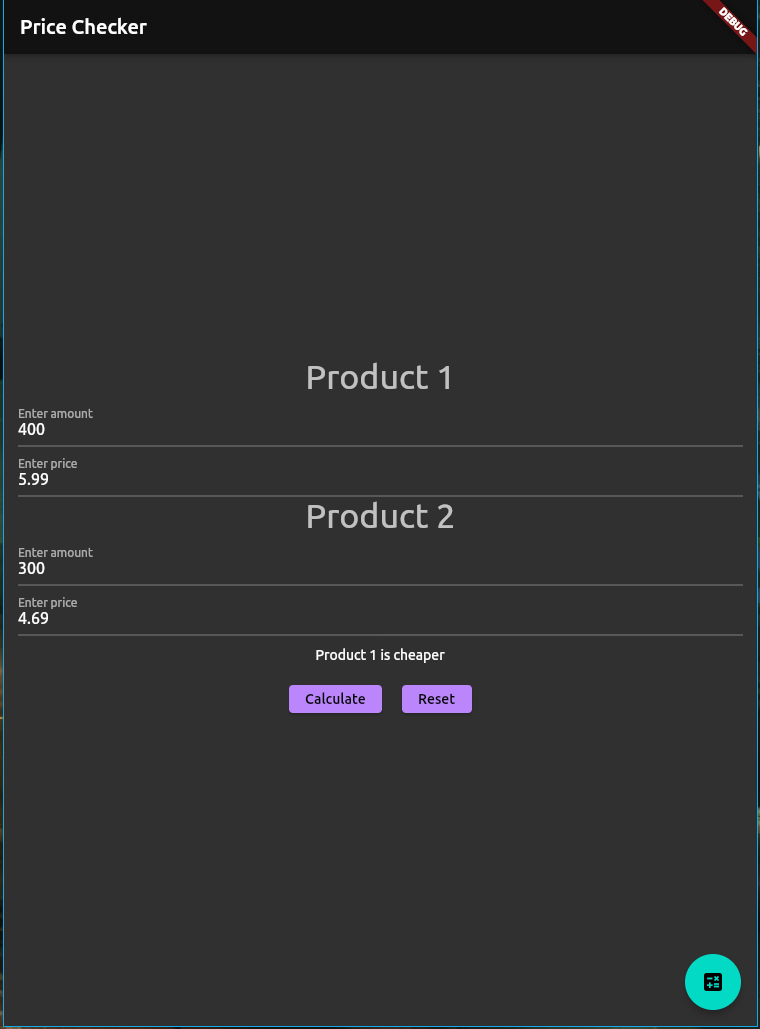 Price Checker
DEBUG
Product 1
Enter amount
400
Enter price
5.99
Product 2
Enter amount
300
Enter price
4.69
Product 1 is cheaper
Calculate
Reset